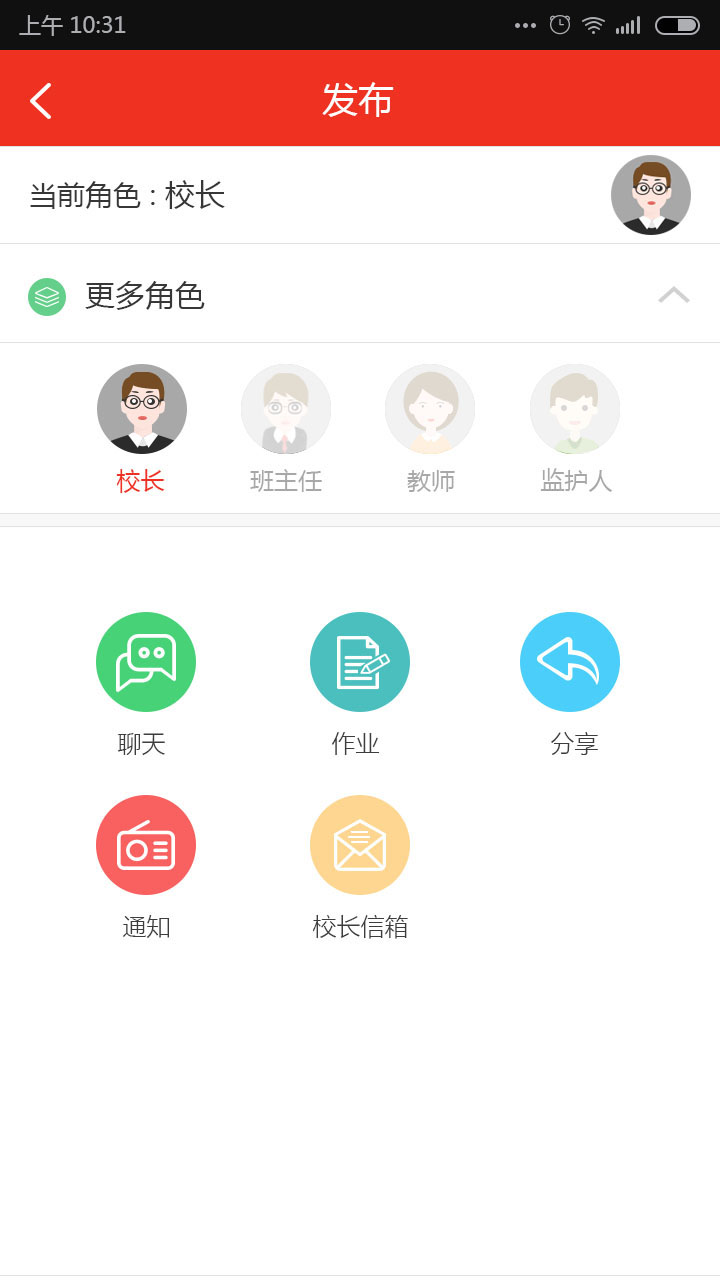 上午 10:31
发布
当前角色 : 校长
更多角色
校长 班主任 教师 监护人
聊天 作业 分享
通知 校长信箱